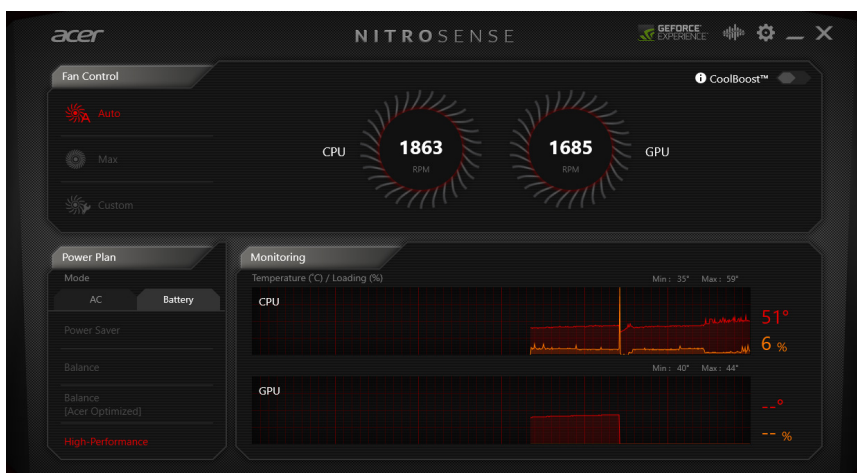 acer
NITROSENSE
GEFORCE EXPERIENCE
Fan Control
CoolBoost™
Auto
Max
Custom
CPU
1863
RPM
1685
RPM
GPU
Power Plan
Mode
AC
Battery
Power Saver
Balance
Balance
[Acer Optimized]
High-Performance
Monitoring
Temperature (°C) / Loading (%)
Min : 35° Max : 59°
CPU
51°
6 %
Min : 40° Max : 44°
GPU
--°
-- %